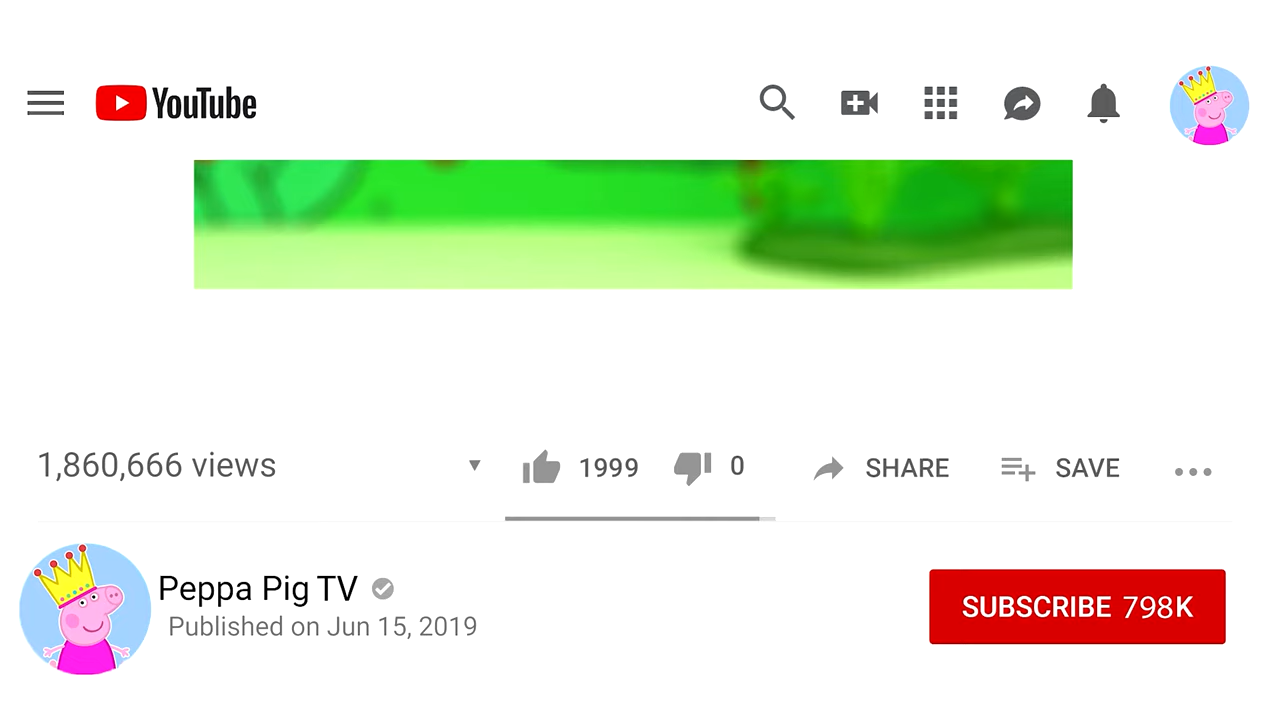 YouTube
1,860,666 views
1999
0
SHARE
SAVE
Peppa Pig TV
Published on Jun 15, 2019
SUBSCRIBE 798K